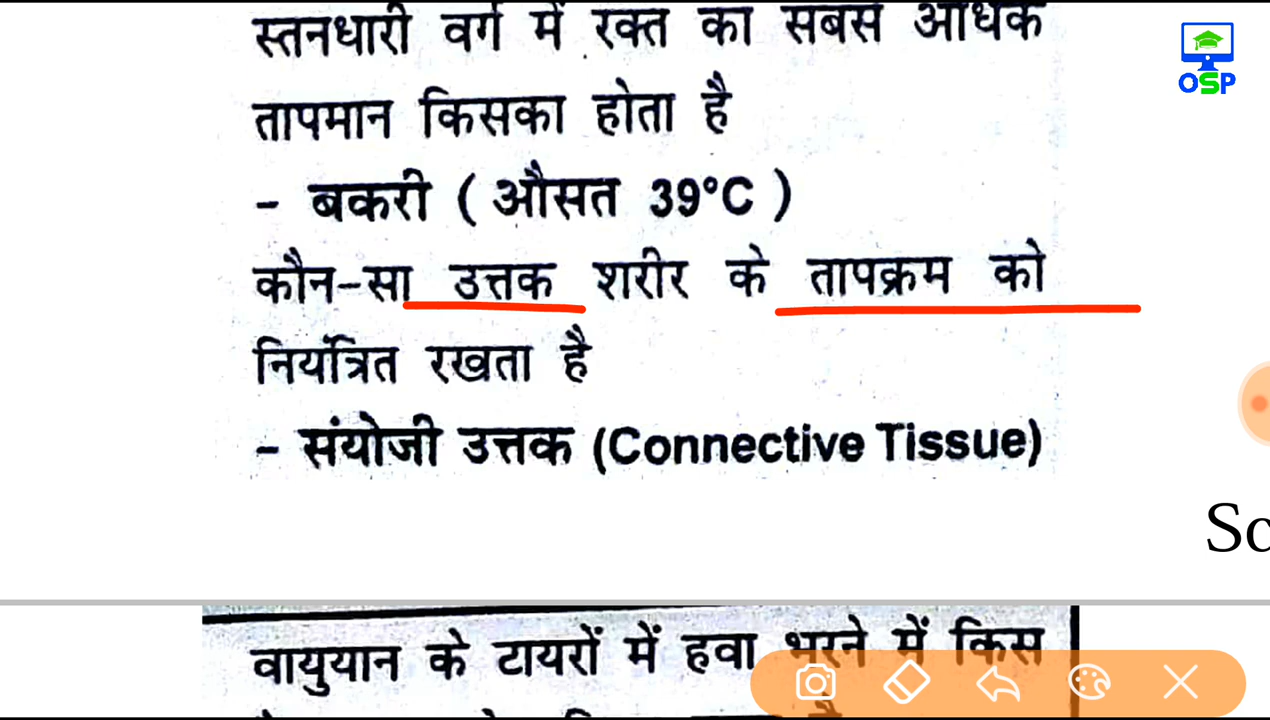 स्तनधारी वर्ग में रक्त का सबसे अधिक
OSP
तापमान किसका होता है
- बकरी ( औसत 39°C )
कौन-सा उत्तक शरीर के तापक्रम को
नियंत्रित रखता है
- संयोजी उत्तक (Connective Tissue)
वायुयान के टायरों में हवा भरने में किस